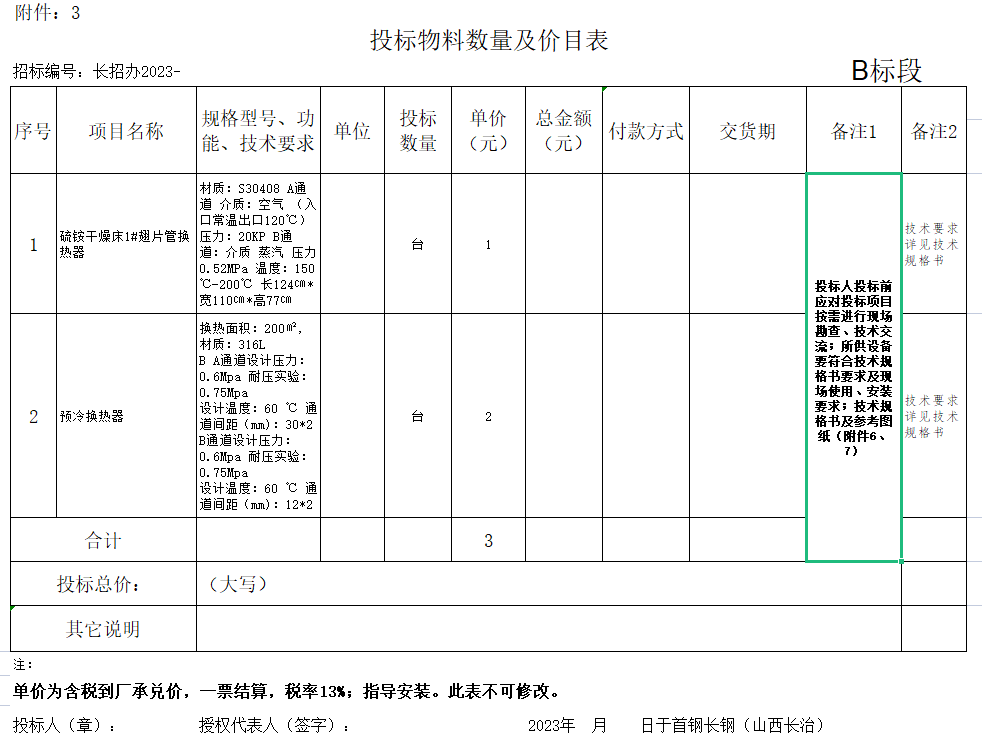 附件：3
投标物料数量及价目表
招标编号：长招办2023-
B标段
序号
项目名称
规格型号、功
能、技术要求
单位
投标
数量
单价
（元）
总金额
（元）
付款方式
交货期
备注1
备注2
1
硫铵干燥床1#翅片管换
热器
材质：S30408 A通
道 介质：空气 （入
口常温出口120℃）
压力：20KP B通
道：介质 蒸汽 压力
0.52MPa 温度：150
℃-200℃ 长124㎝*
宽110㎝*高77㎝
台
1
投标人投标前
应对投标项目
按需进行现场
勘查、技术交
流；所供设备
要符合技术规
格书要求及现
场使用、安装
要求；技术规
格书及参考图
纸（附件6、
7）
技术要求
详见技术
规格书
2
预冷换热器
换热面积：200㎡，
材质：316L
B A通道设计压力：
0.6Mpa 耐压实验：
0.75Mpa
设计温度：60 ℃ 通
道间距（mm)：30*2
B通道设计压力：
0.6Mpa 耐压实验：
0.75Mpa
设计温度：60 ℃ 通
道间距（mm)：12*2
台
2
技术要求
详见技术
规格书
合计
3
投标总价：
（大写）
其它说明
注：
单价为含税到厂承兑价，一票结算，税率13%；指导安装。此表不可修改。
投标人（章）：
授权代表人（签字）：
2023年 月 日于首钢长钢（山西长治）